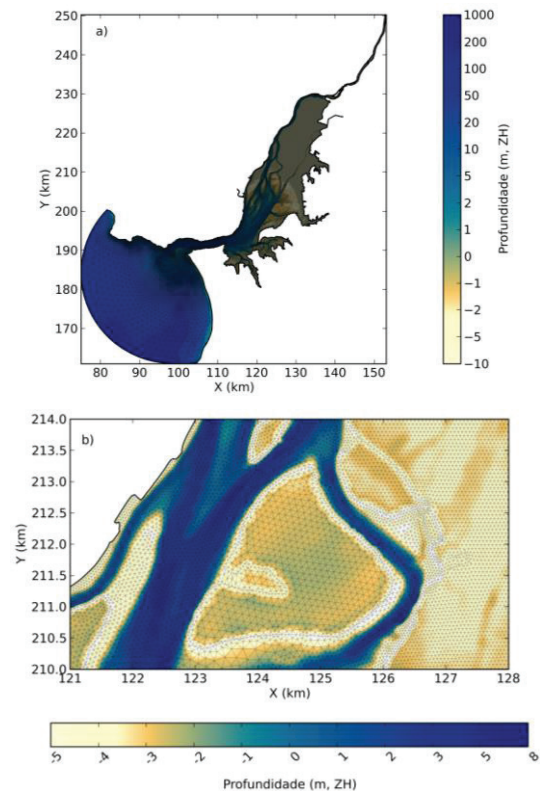 a)
250
240
230
220
210
200
190
180
170
Y (km)
80 90 100 110 120 130 140 150
X (km)
1000
200
100
50
20
10
5
2
1
0
−1
−2
−5
−10
Profundidade (m, ZH)
b)
214.0
213.5
213.0
212.5
212.0
211.5
211.0
210.5
210.0
Y (km)
121 122 123 124 125 126 127 128
X (km)
-5 -4 -3 -2 -1 0 1 2 3 5 8
Profundidade (m, ZH)